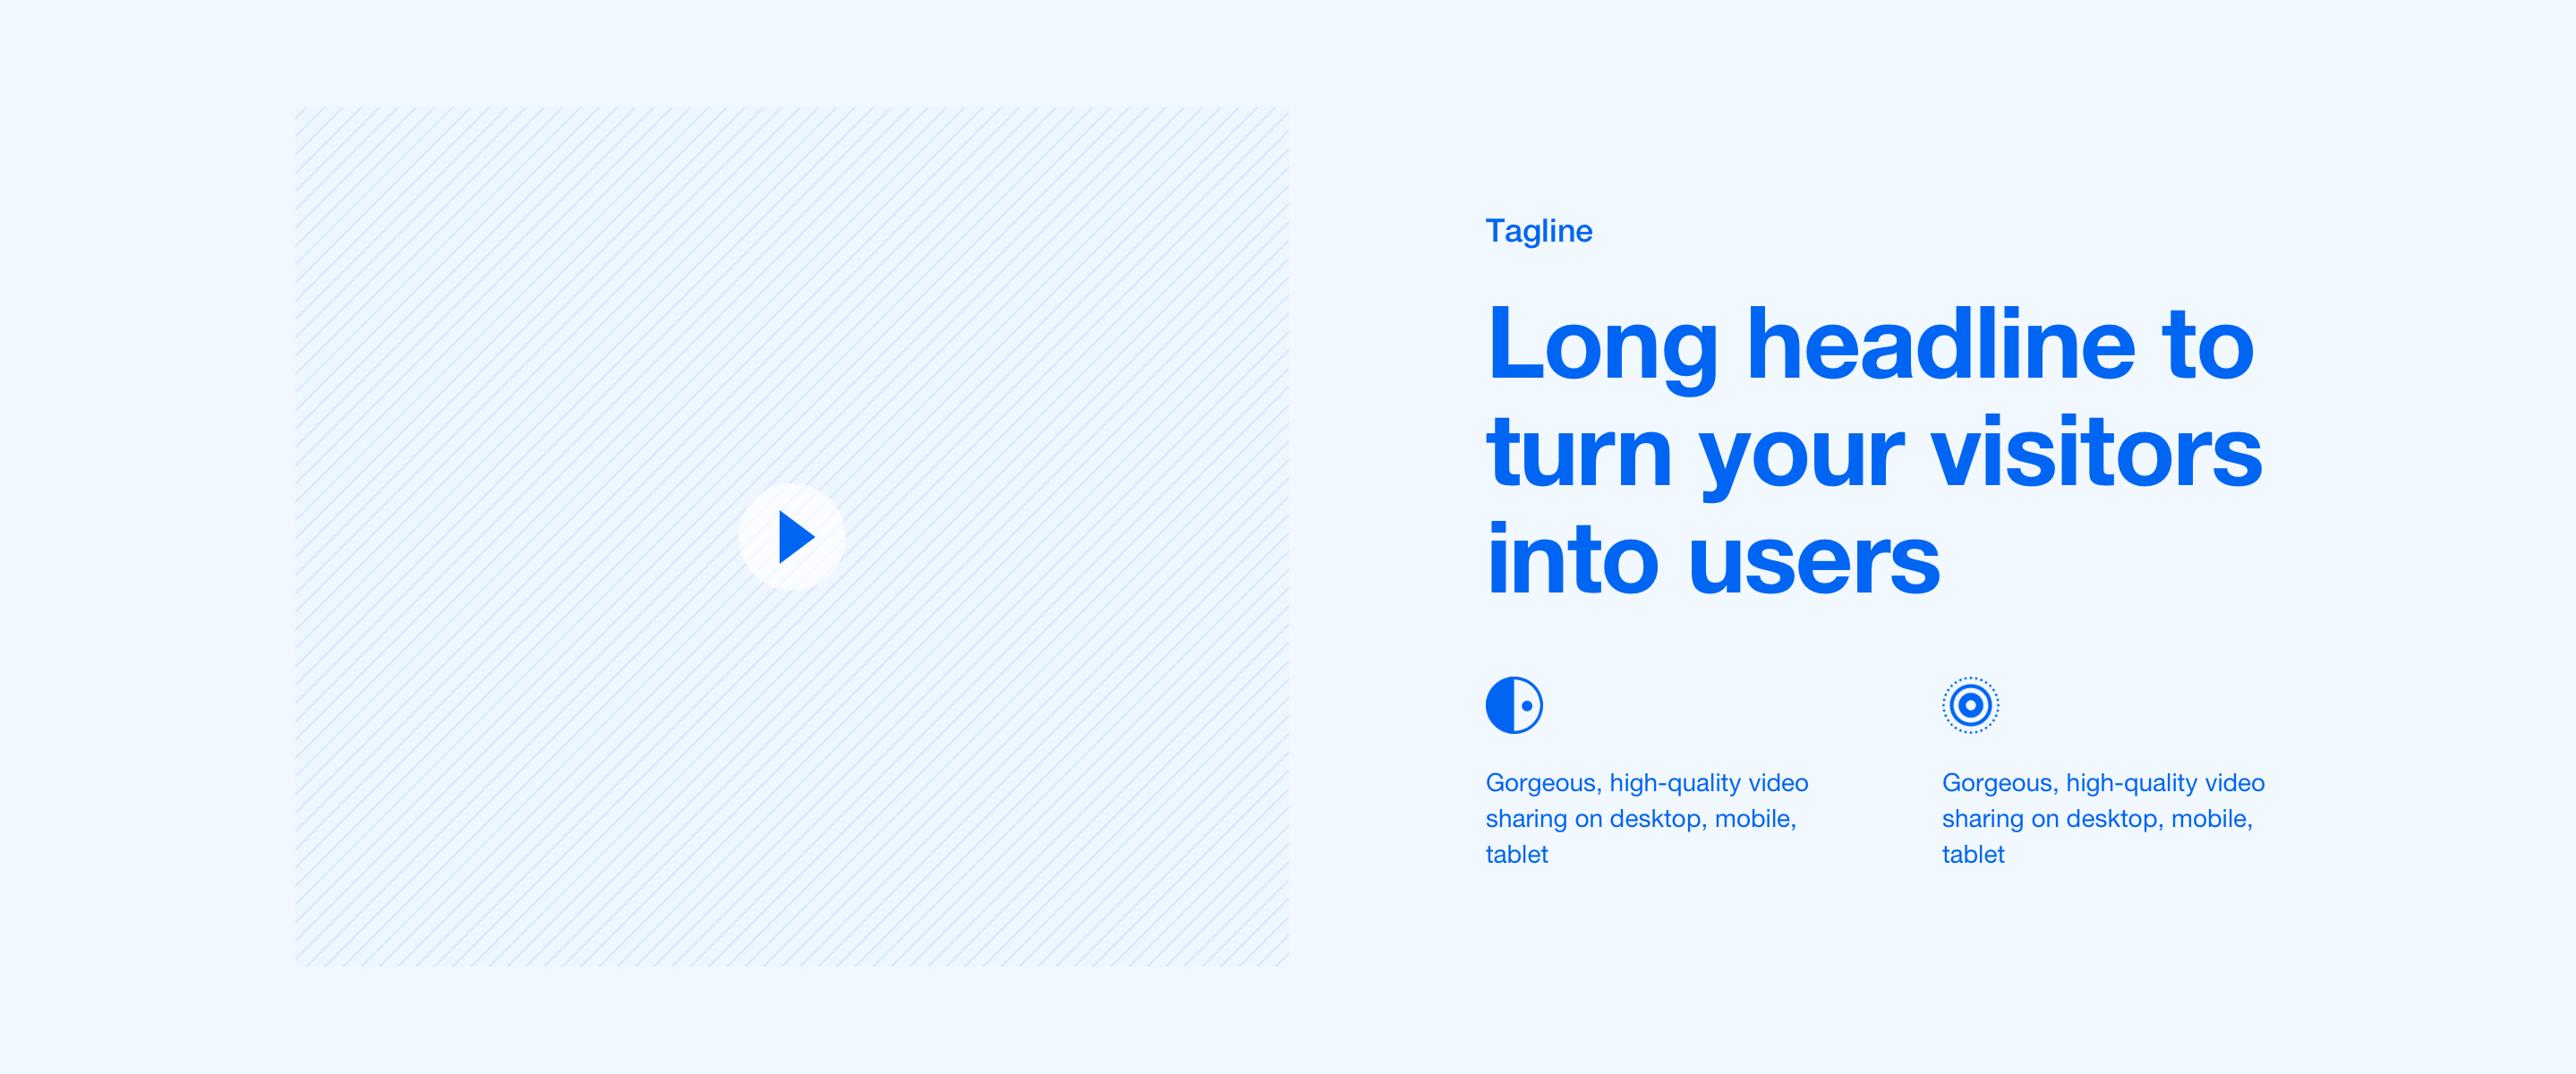 Tagline
Long headline to
turn your visitors
into users
Gorgeous, high-quality video
sharing on desktop, mobile,
tablet
Gorgeous, high-quality video
sharing on desktop, mobile,
tablet